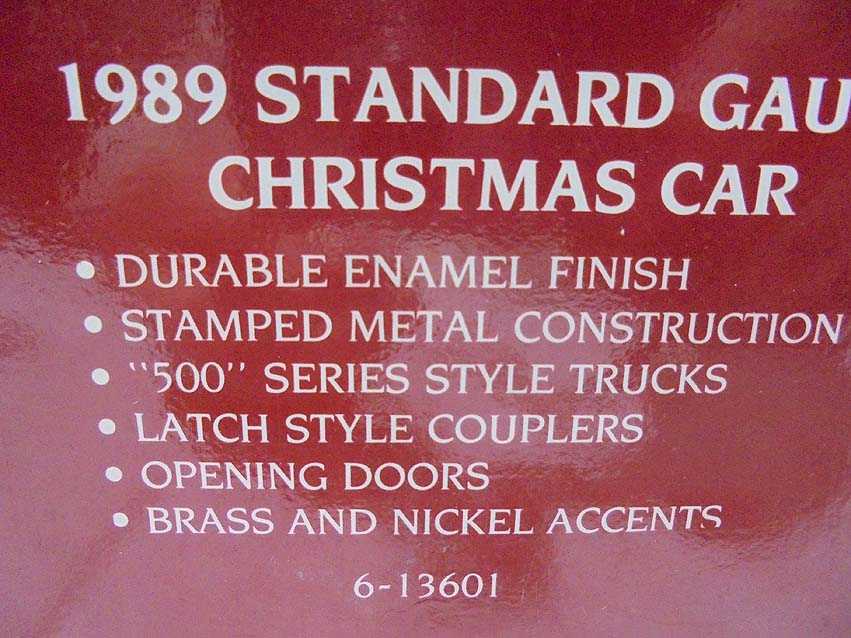 1989 STANDARD GAU
CHRISTMAS CAR
• DURABLE ENAMEL FINISH
• STAMPED METAL CONSTRUCTION
• "500" SERIES STYLE TRUCKS
• LATCH STYLE COUPLERS
• OPENING DOORS
• BRASS AND NICKEL ACCENTS
6-13601